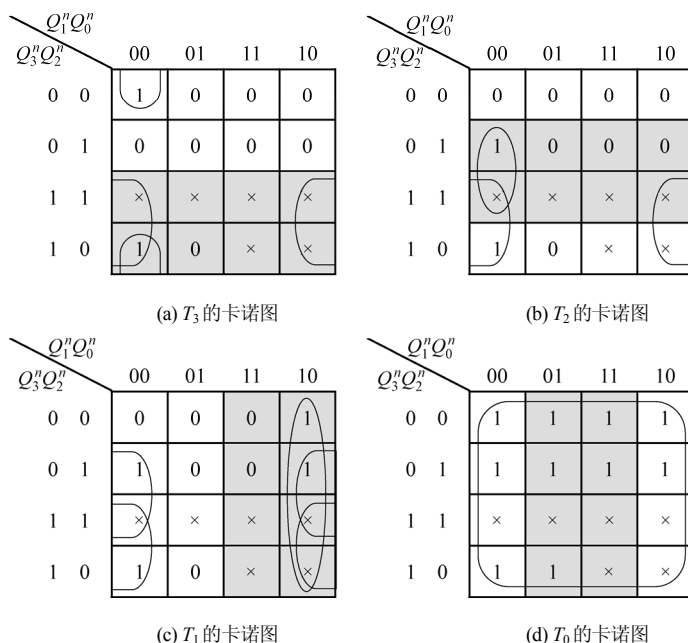 Q₁ⁿQ₀ⁿ
Q₃ⁿQ₂ⁿ
00 01 11 10
0 0 1 0 0 0
0 1 0 0 0 0
1 1 × × × ×
1 0 1 0 × ×
(a) T₃的卡诺图
Q₁ⁿQ₀ⁿ
Q₃ⁿQ₂ⁿ
00 01 11 10
0 0 0 0 0 0
0 1 1 0 0 0
1 1 × × × ×
1 0 1 0 × ×
(b) T₂的卡诺图
Q₁ⁿQ₀ⁿ
Q₃ⁿQ₂ⁿ
00 01 11 10
0 0 0 0 0 1
0 1 1 0 0 1
1 1 × × × ×
1 0 1 0 × ×
(c) T₁的卡诺图
Q₁ⁿQ₀ⁿ
Q₃ⁿQ₂ⁿ
00 01 11 10
0 0 1 1 1 1
0 1 1 1 1 1
1 1 × × × ×
1 0 1 1 × ×
(d) T₀的卡诺图